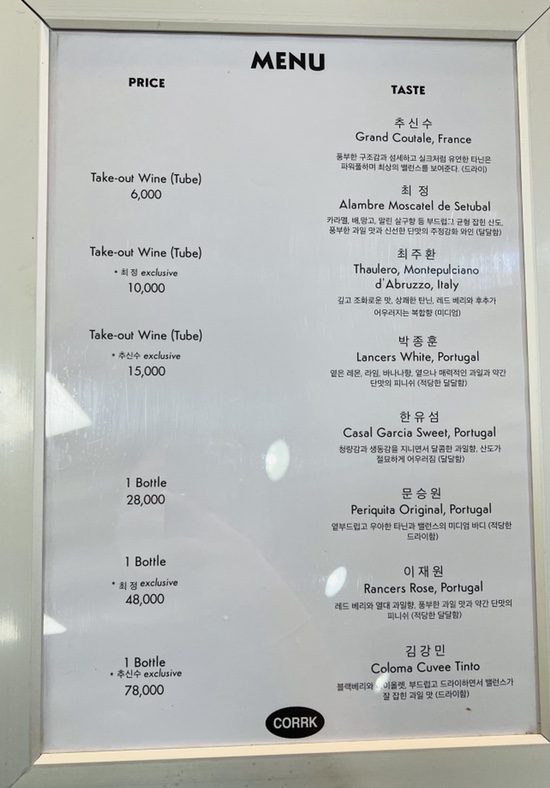 MENU
PRICE
Take-out Wine (Tube)
6,000
Take-out Wine (Tube)
* 최 정 exclusive
10,000
Take-out Wine (Tube)
* 추신수 exclusive
15,000
1 Bottle
28,000
1 Bottle
* 최 정 exclusive
48,000
1 Bottle
* 추신수 exclusive
78,000
TASTE
추신수
Grand Coutale, France
풍부한 구조감과 섬세하고 실크처럼 유연한 타닌은
파워풀하며 최상의 밸런스를 보여준다. (드라이)
최 정
Alambre Moscatel de Setubal
카라멜, 배,망고, 말린 살구향 등 부드럽고 균형 잡힌 산도,
풍부한 과일 맛과 신선한 단맛의 주정강화 와인 (달달함)
최주환
Thaulero, Montepulciano
d'Abruzzo, Italy
깊고 조화로운 맛, 상쾌한 탄닌, 레드 베리와 후추가
어우러지는 복합향 (미디엄)
박종훈
Lancers White, Portugal
옅은 레몬, 라임, 바나나향, 옅으나 매력적인 과일과 약간
단맛의 피니쉬 (적당한 달달함)
한유섬
Casal Garcia Sweet, Portugal
청량감과 생동감을 지니면서 달콤한 과일향, 산도가
절묘하게 어우러짐 (달달함)
문승원
Periquita Original, Portugal
옅부드럽고 우아한 타닌과 밸런스의 미디엄 바디 (적당한
드라이함)
이재원
Rancers Rose, Portugal
레드 베리와 열대 과일향, 풍부한 과일 맛과 약간 단맛의
피니쉬 (적당한 달달함)
김강민
Coloma Cuvee Tinto
블랙베리와 부드럽고 드라이하면서 밸런스가
잘 잡힌 과일 맛 (드라이함)
CORRK